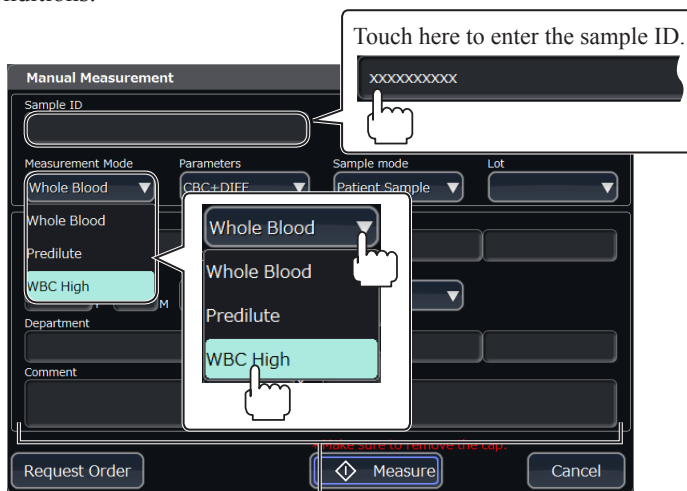 Touch here to enter the sample ID.
Manual Measurement
xxxxxxxxxx
Sample ID
Measurement Mode Parameters Sample mode Lot
Whole Blood CBC+DIFF Patient Sample
Whole Blood
Predilute
WBC High
Whole Blood
Whole Blood
Predilute
WBC High
M
Department
Comment
Make sure to remove the cap.
Request Order Measure Cancel